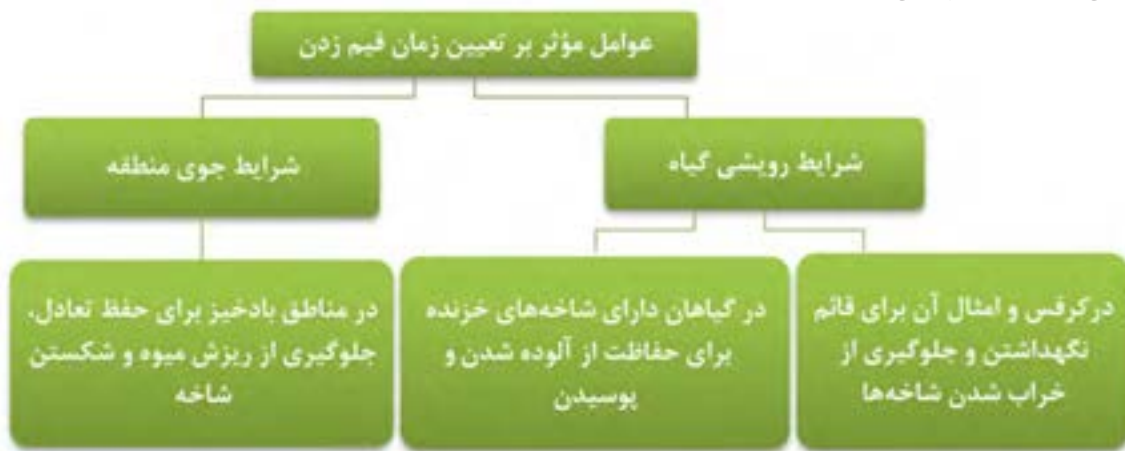 عوامل مؤثر بر تعیین زمان قیم زدن
شرایط رویشی گیاه
شرایط جوی منطقه
در کرفس و امثال آن برای قائم
نگهداشتن و جلوگیری از
خراب شدن شاخه‌ها
در گیاهان دارای شاخه‌های خزنده
برای حفاظت از آلوده شدن و
پوسیدن
در مناطق بادخیز برای حفظ تعادل،
جلوگیری از ریزش میوه و شکستن
شاخه